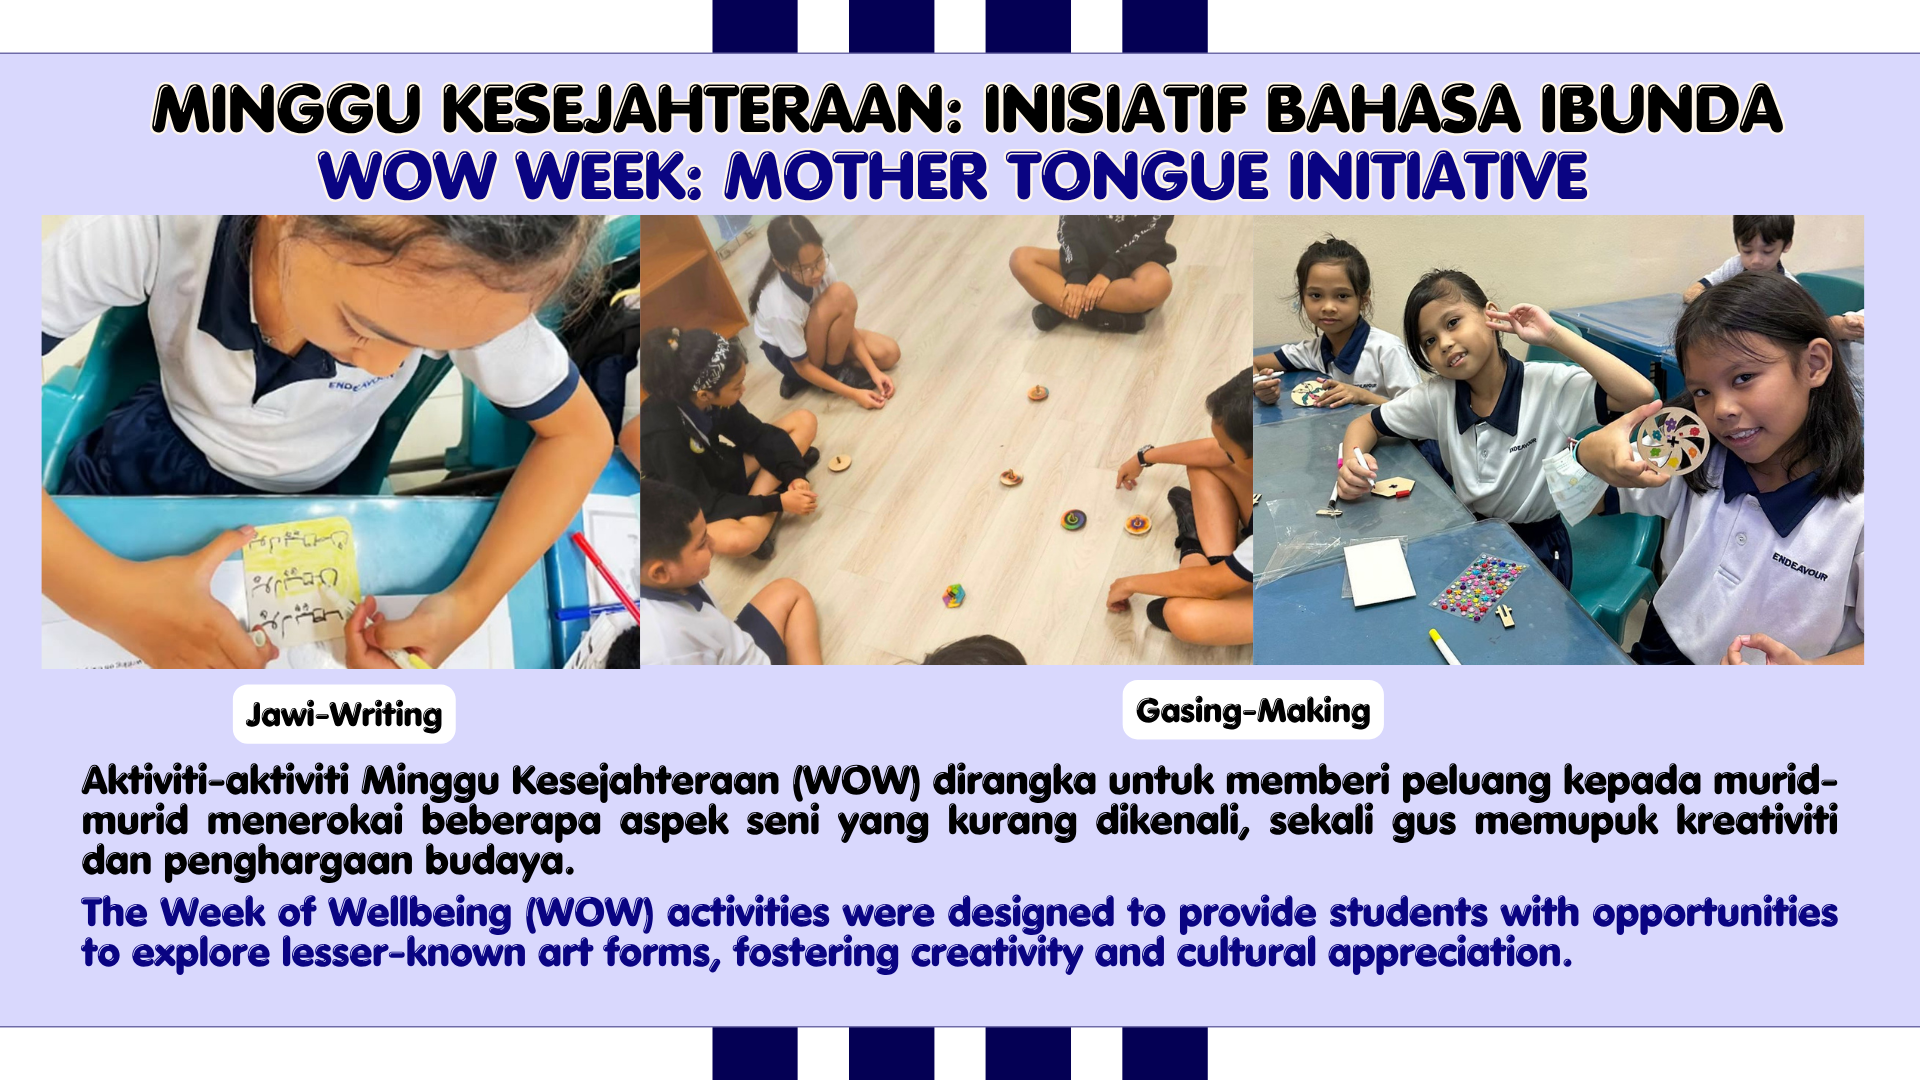 MINGGU KESEJAHTERAAN: INISIATIF BAHASA IBUNDA
WOW WEEK: MOTHER TONGUE INITIATIVE
ENDEAVOUR
ENDEAVOUR
ENDEAVOUR
Jawi-Writing
Gasing-Making
Aktiviti-aktiviti Minggu Kesejahteraan (WOW) dirangka untuk memberi peluang kepada murid-
murid menerokai beberapa aspek seni yang kurang dikenali, sekali gus memupuk kreativiti
dan penghargaan budaya.
The Week of Wellbeing (WOW) activities were designed to provide students with opportunities
to explore lesser-known art forms, fostering creativity and cultural appreciation.